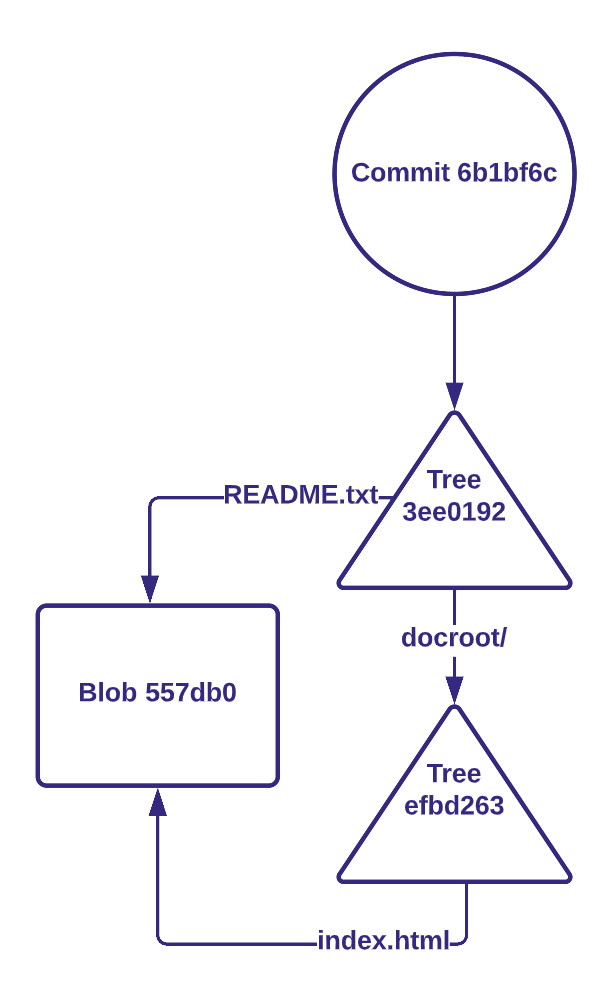 Commit 6b1bf6c
Tree
3ee0192
README.txt
docroot/
Blob 557db0
Tree
efbd263
index.html